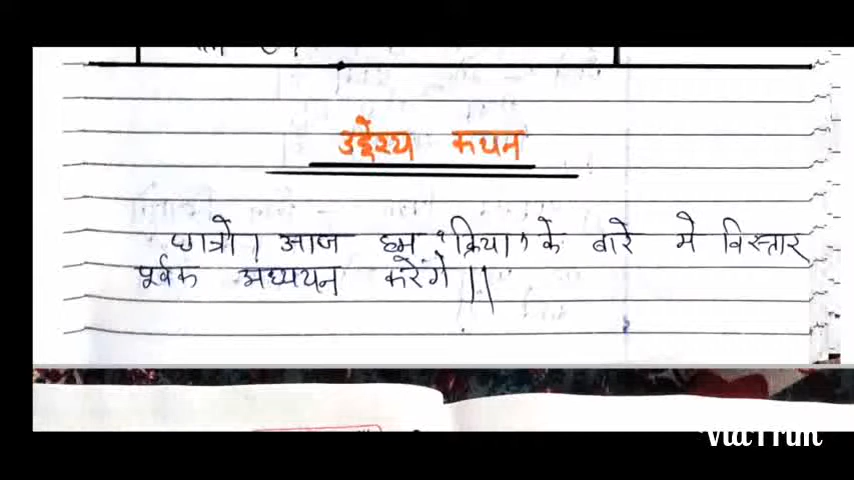 उद्देश्य कथन
छात्रो। आज हम 'क्रिया' के बारे मे विस्तार
पूर्वक अध्ययन करेंगे ||